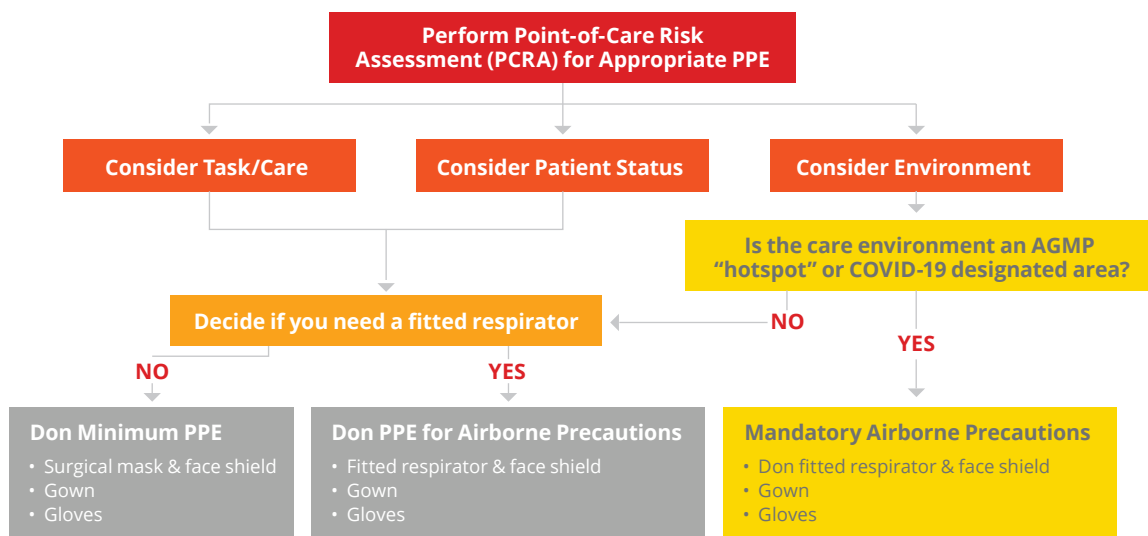 Perform Point-of-Care Risk
Assessment (PCRA) for Appropriate PPE
Consider Task/Care
Consider Patient Status
Consider Environment
Is the care environment an AGMP
“hotspot” or COVID-19 designated area?
Decide if you need a fitted respirator
NO
YES
NO
YES
Don Minimum PPE
• Surgical mask & face shield
• Gown
• Gloves
Don PPE for Airborne Precautions
• Fitted respirator & face shield
• Gown
• Gloves
Mandatory Airborne Precautions
• Don fitted respirator & face shield
• Gown
• Gloves